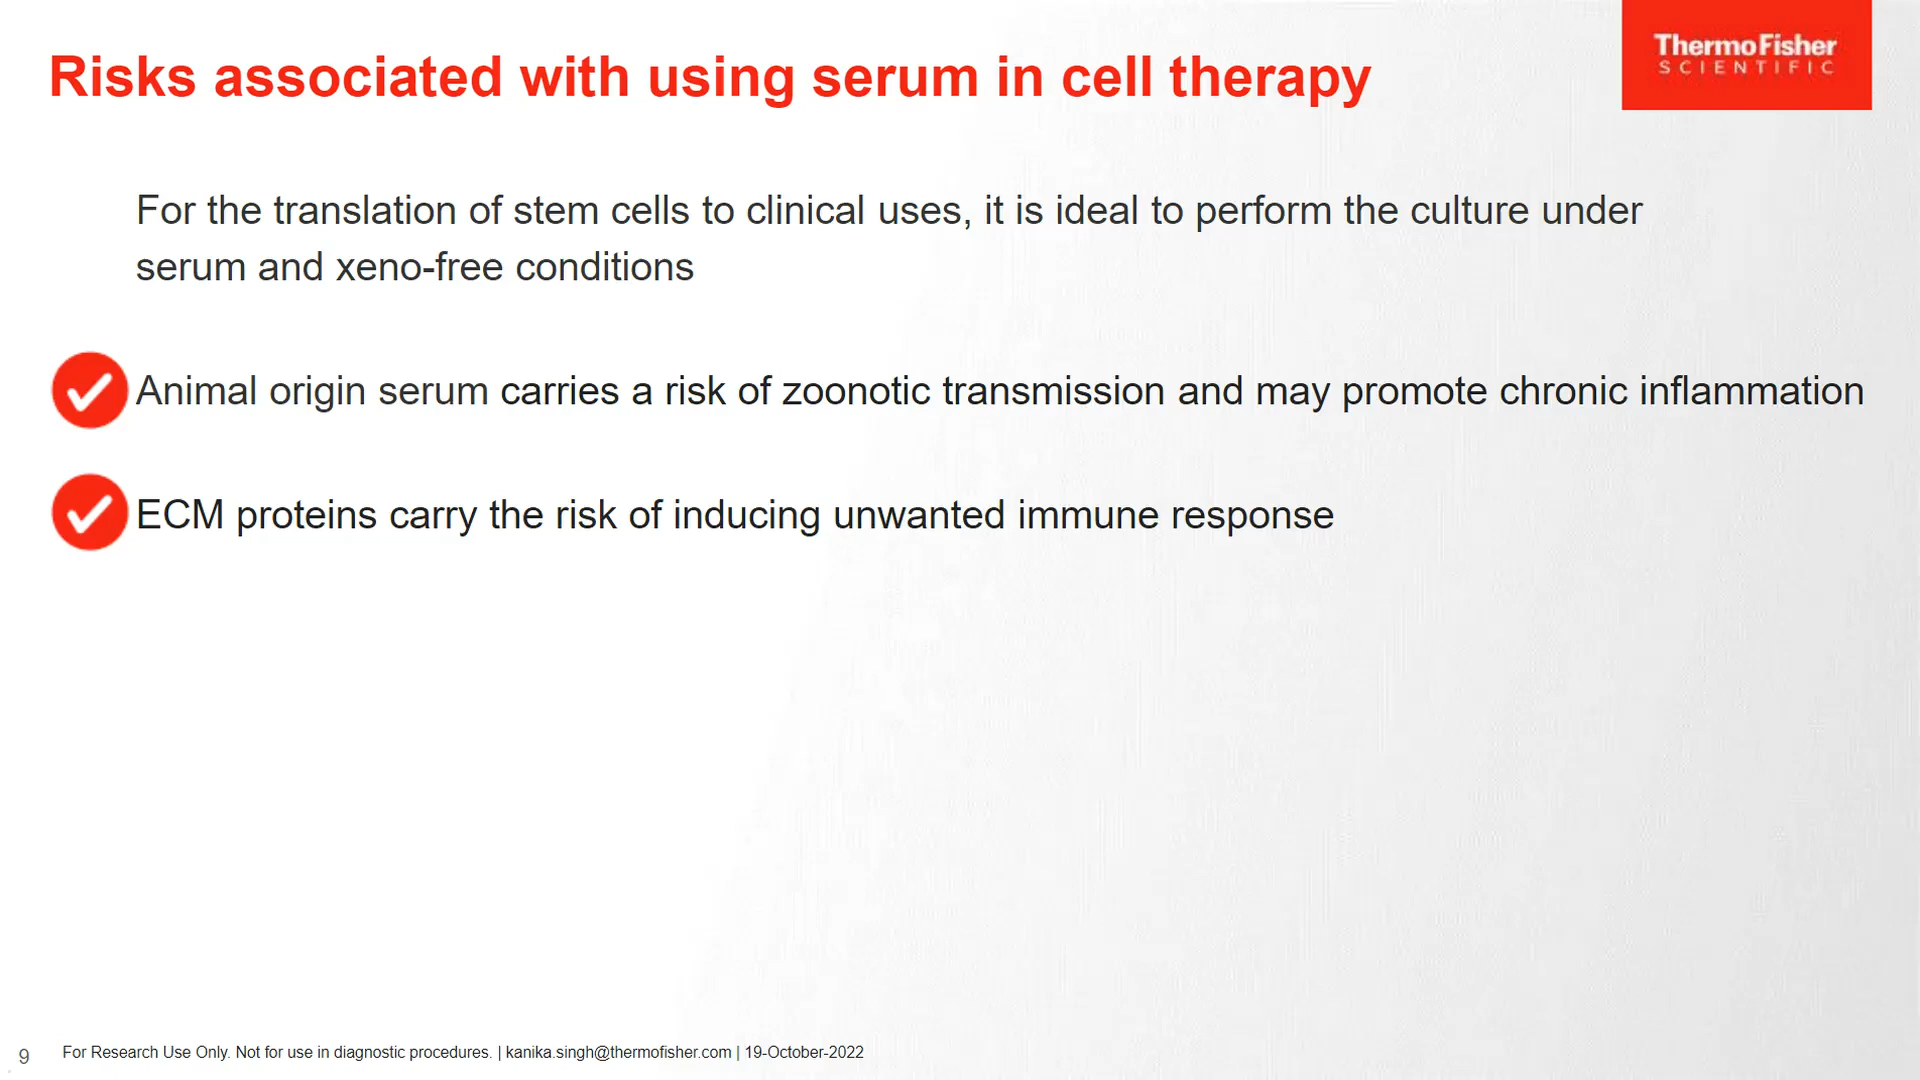 Risks associated with using serum in cell therapy
ThermoFisher
SCIENTIFIC
For the translation of stem cells to clinical uses, it is ideal to perform the culture under
serum and xeno-free conditions
Animal origin serum carries a risk of zoonotic transmission and may promote chronic inflammation
ECM proteins carry the risk of inducing unwanted immune response
9 For Research Use Only. Not for use in diagnostic procedures. | kanika.singh@thermofisher.com | 19-October-2022